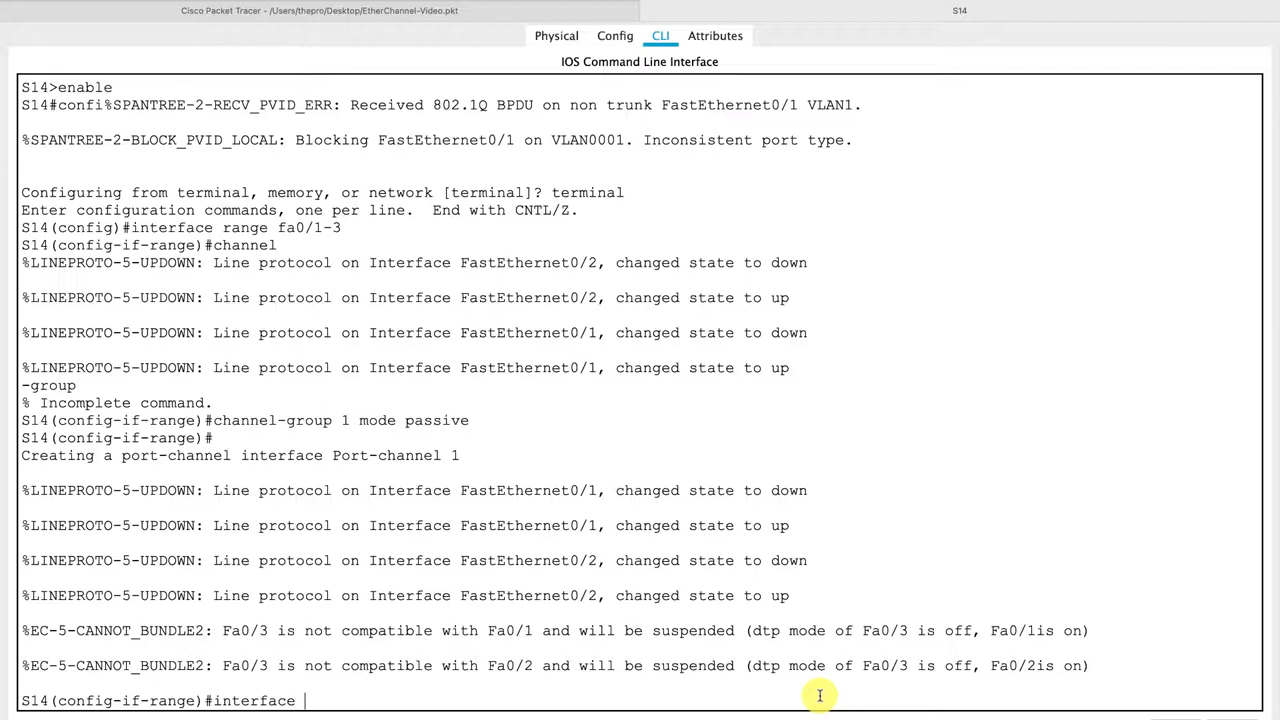 Cisco Packet Tracer - /Users/thepro/Desktop/EtherChannel-Video.pkt
S14
Physical Config CLI Attributes
IOS Command Line Interface
S14>enable
S14#confi%SPANTREE-2-RECV_PVID_ERR: Received 802.1Q BPDU on non trunk FastEthernet0/1 VLAN1.
%SPANTREE-2-BLOCK_PVID_LOCAL: Blocking FastEthernet0/1 on VLAN0001. Inconsistent port type.
Configuring from terminal, memory, or network [terminal]? terminal
Enter configuration commands, one per line.  End with CNTL/Z.
S14(config)#interface range fa0/1-3
S14(config-if-range)#channel
%LINEPROTO-5-UPDOWN: Line protocol on Interface FastEthernet0/2, changed state to down
%LINEPROTO-5-UPDOWN: Line protocol on Interface FastEthernet0/2, changed state to up
%LINEPROTO-5-UPDOWN: Line protocol on Interface FastEthernet0/1, changed state to down
%LINEPROTO-5-UPDOWN: Line protocol on Interface FastEthernet0/1, changed state to up
-group
% Incomplete command.
S14(config-if-range)#channel-group 1 mode passive
S14(config-if-range)#
Creating a port-channel interface Port-channel 1
%LINEPROTO-5-UPDOWN: Line protocol on Interface FastEthernet0/1, changed state to down
%LINEPROTO-5-UPDOWN: Line protocol on Interface FastEthernet0/1, changed state to up
%LINEPROTO-5-UPDOWN: Line protocol on Interface FastEthernet0/2, changed state to down
%LINEPROTO-5-UPDOWN: Line protocol on Interface FastEthernet0/2, changed state to up
%EC-5-CANNOT_BUNDLE2: Fa0/3 is not compatible with Fa0/1 and will be suspended (dtp mode of Fa0/3 is off, Fa0/1is on)
%EC-5-CANNOT_BUNDLE2: Fa0/3 is not compatible with Fa0/2 and will be suspended (dtp mode of Fa0/3 is off, Fa0/2is on)
S14(config-if-range)#interface